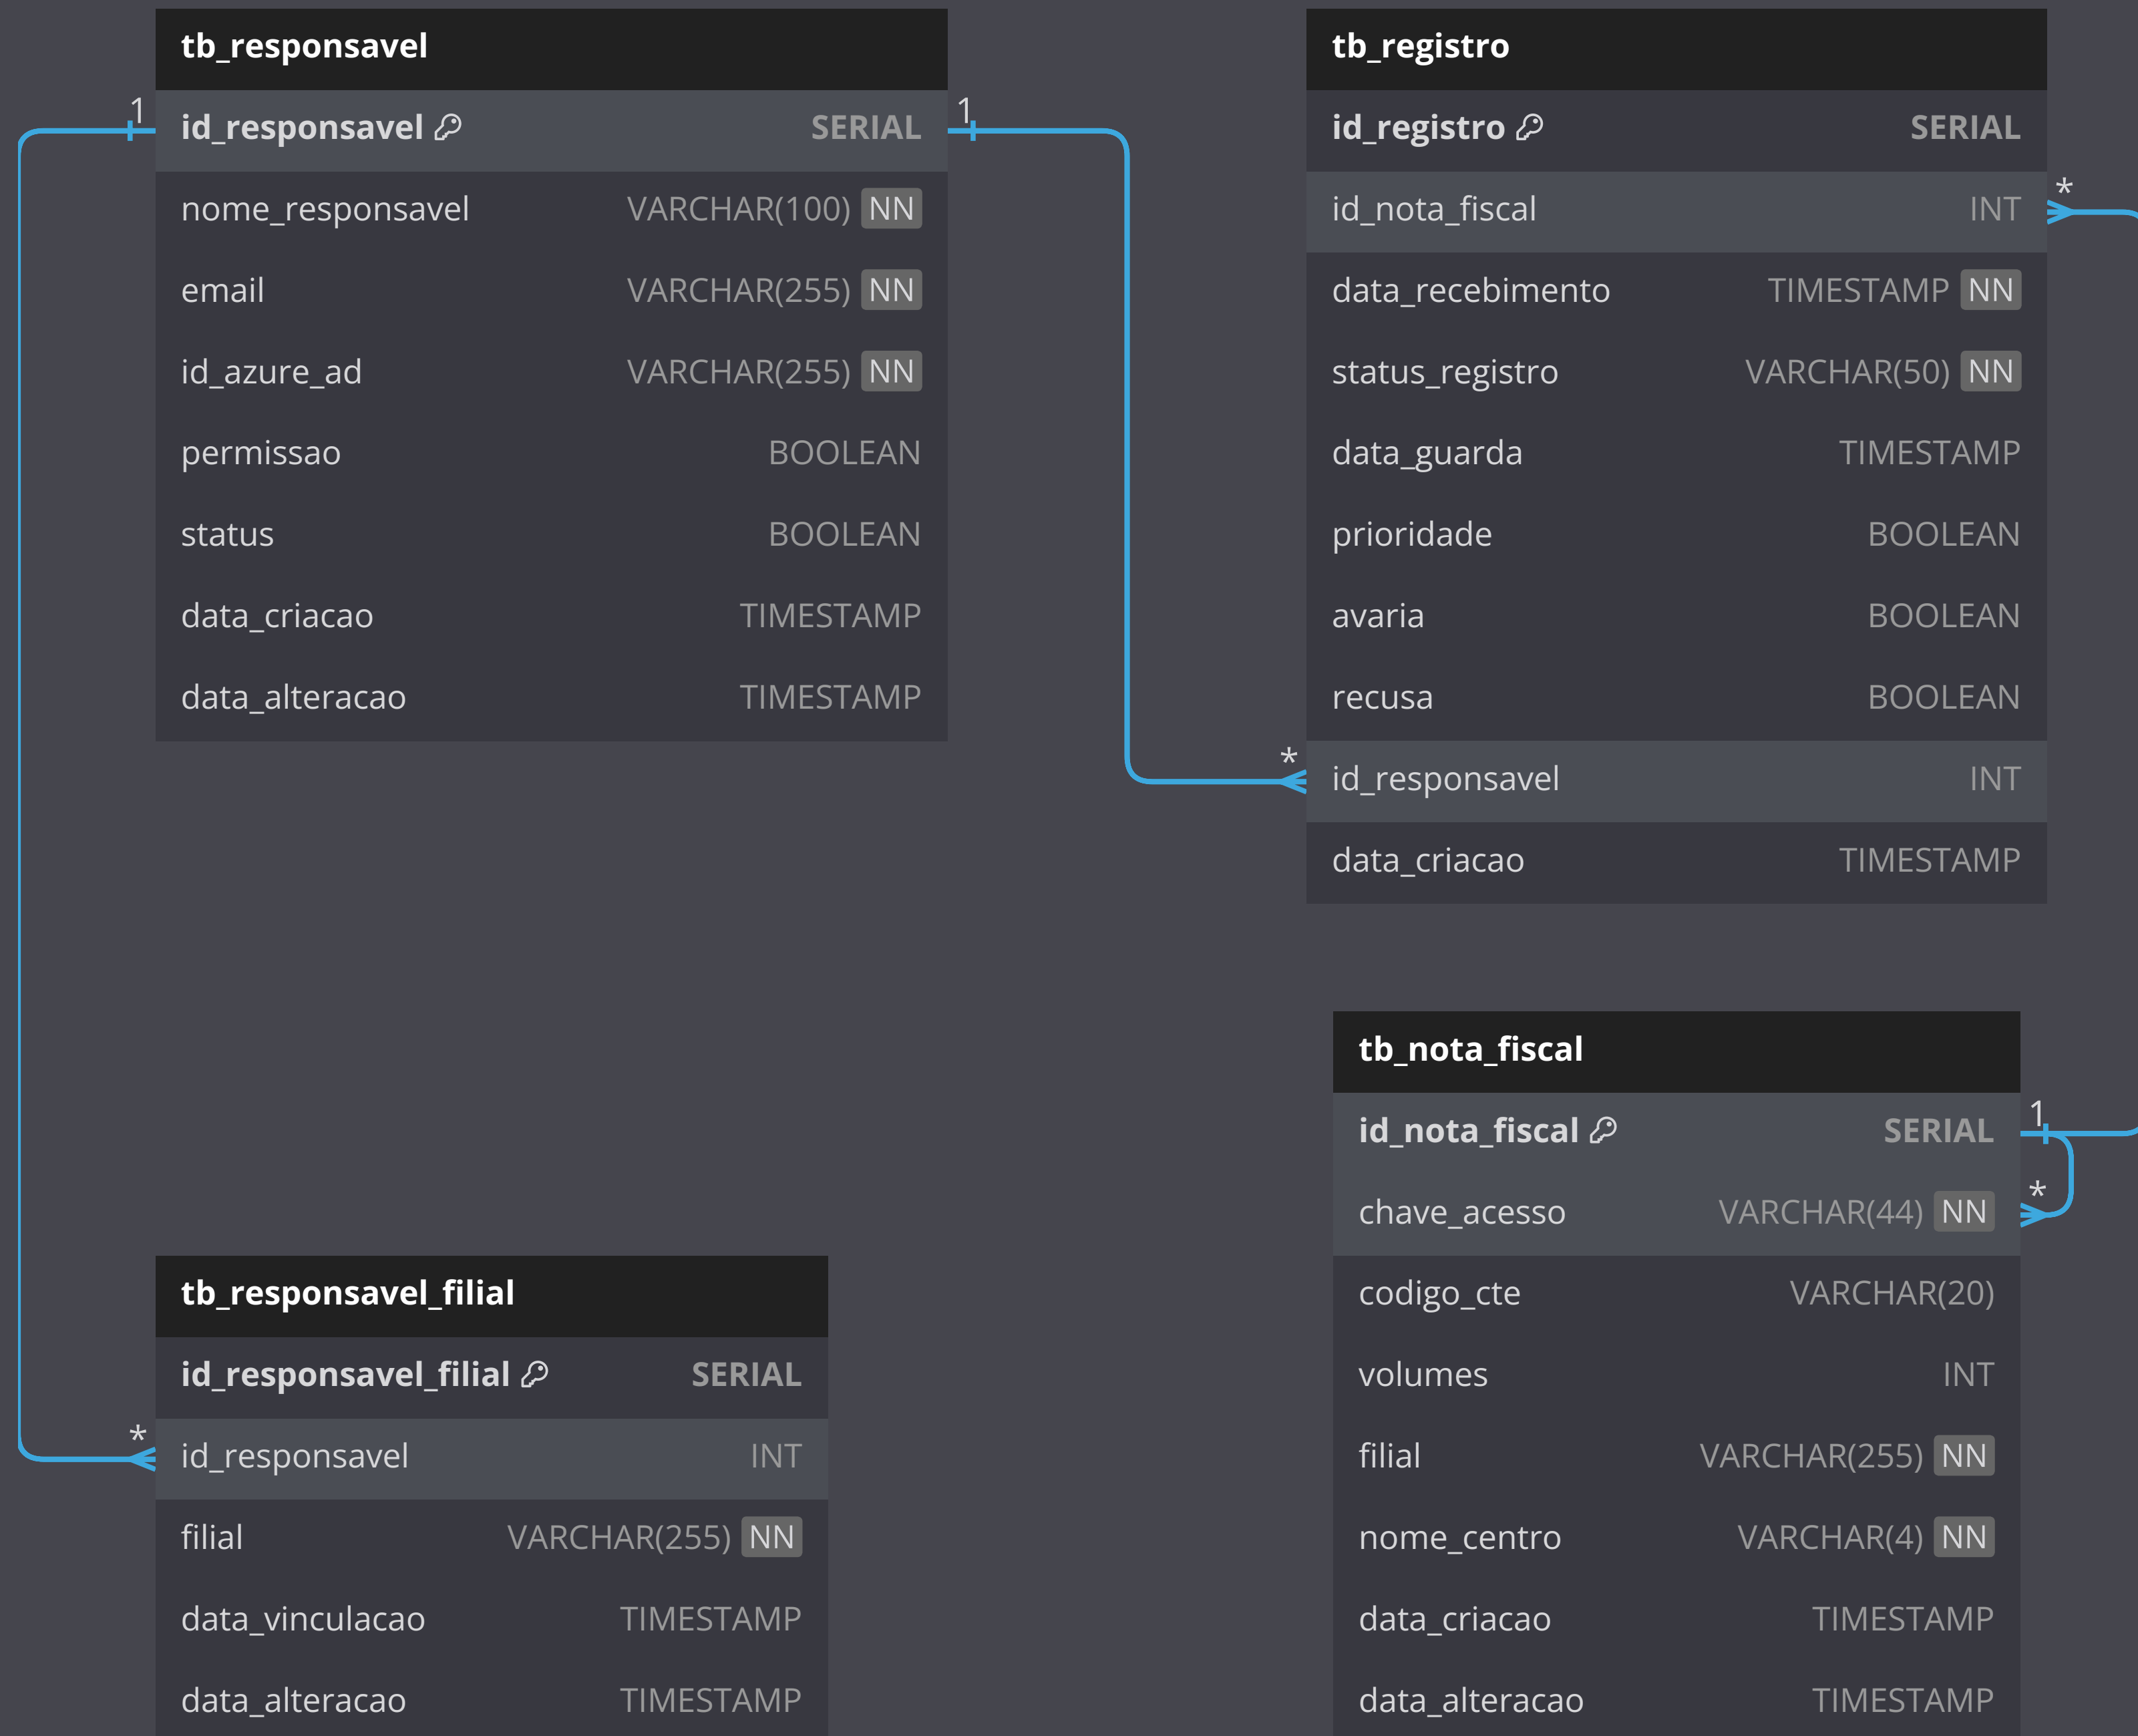 tb_responsavel
1
id_responsavel SERIAL
1
nome_responsavel VARCHAR(100) NN
email VARCHAR(255) NN
id_azure_ad VARCHAR(255) NN
permissao BOOLEAN
status BOOLEAN
data_criacao TIMESTAMP
data_alteracao TIMESTAMP
tb_registro
id_registro SERIAL
*
id_nota_fiscal INT
data_recebimento TIMESTAMP NN
status_registro VARCHAR(50) NN
data_guarda TIMESTAMP
prioridade BOOLEAN
avaria BOOLEAN
recusa BOOLEAN
*
id_responsavel INT
data_criacao TIMESTAMP
tb_responsavel_filial
id_responsavel_filial SERIAL
*
id_responsavel INT
filial VARCHAR(255) NN
data_vinculacao TIMESTAMP
data_alteracao TIMESTAMP
tb_nota_fiscal
1
id_nota_fiscal SERIAL
*
chave_acesso VARCHAR(44) NN
codigo_cte VARCHAR(20)
volumes INT
filial VARCHAR(255) NN
nome_centro VARCHAR(4) NN
data_criacao TIMESTAMP
data_alteracao TIMESTAMP